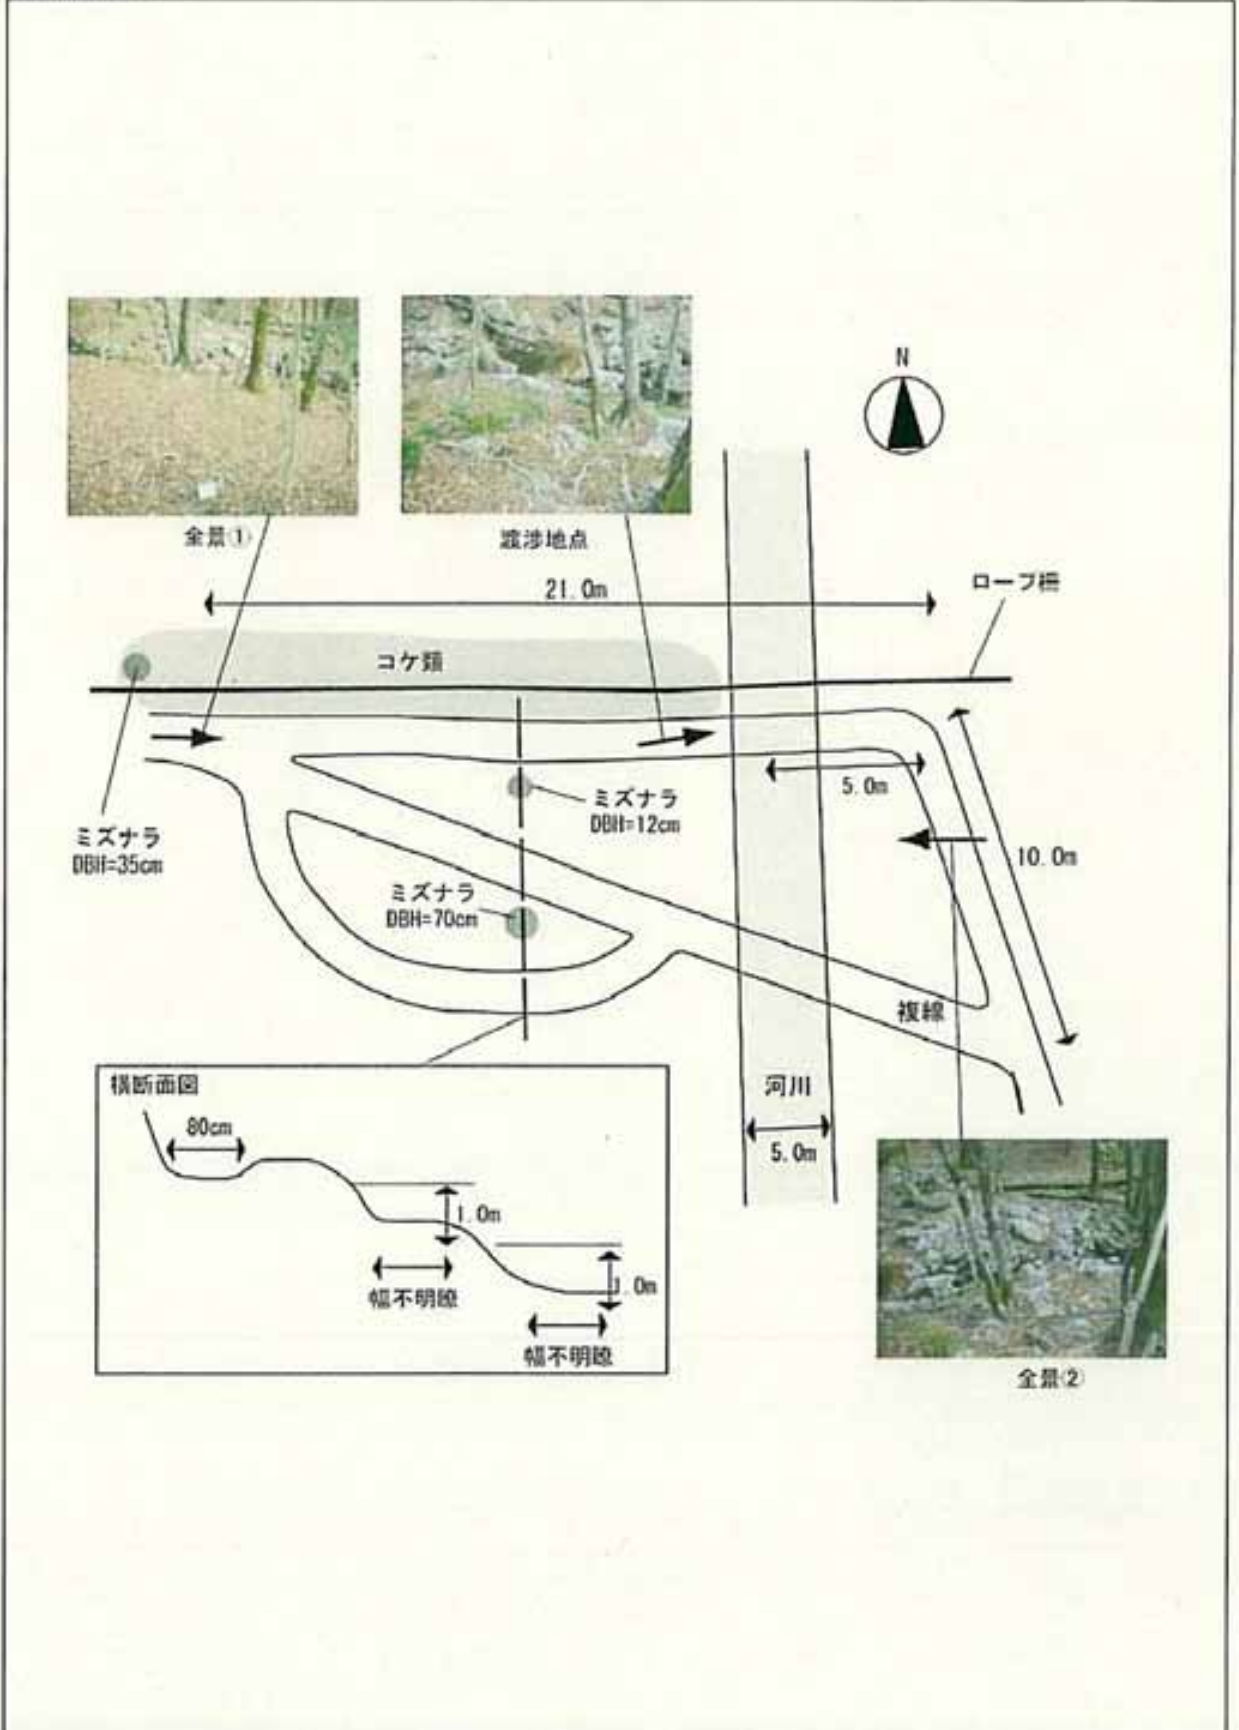 N
全景①
渡渉地点
21.0m
ロープ柵
コケ類
5.0m
ミズナラ
DBH=12cm
ミズナラ
DBH=35cm
10.0m
ミズナラ
DBH=70cm
複線
横断面図
80cm
1.0m
幅不明瞭
1.0m
幅不明瞭
河川
5.0m
全景②